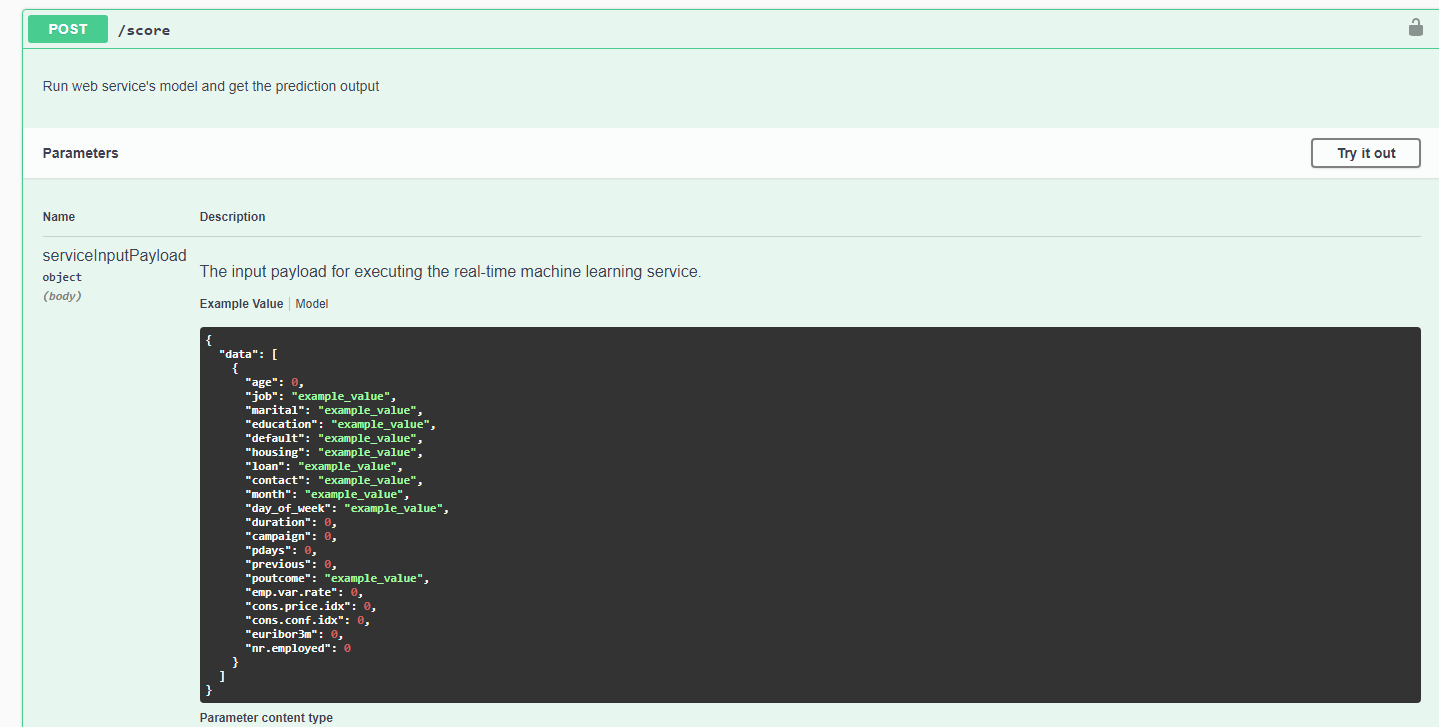 POST /score
Run web service's model and get the prediction output
Parameters
Try it out
Name Description
serviceInputPayload
object
(body)
The input payload for executing the real-time machine learning service.
Example Value Model
{
"data": [
{
"age": 0,
"job": "example_value",
"marital": "example_value",
"education": "example_value",
"default": "example_value",
"housing": "example_value",
"loan": "example_value",
"contact": "example_value",
"month": "example_value",
"day_of_week": "example_value",
"duration": 0,
"campaign": 0,
"pdays": 0,
"previous": 0,
"poutcome": "example_value",
"emp.var.rate": 0,
"cons.price.idx": 0,
"cons.conf.idx": 0,
"euribor3m": 0,
"nr.employed": 0
}
]
}
Parameter content type